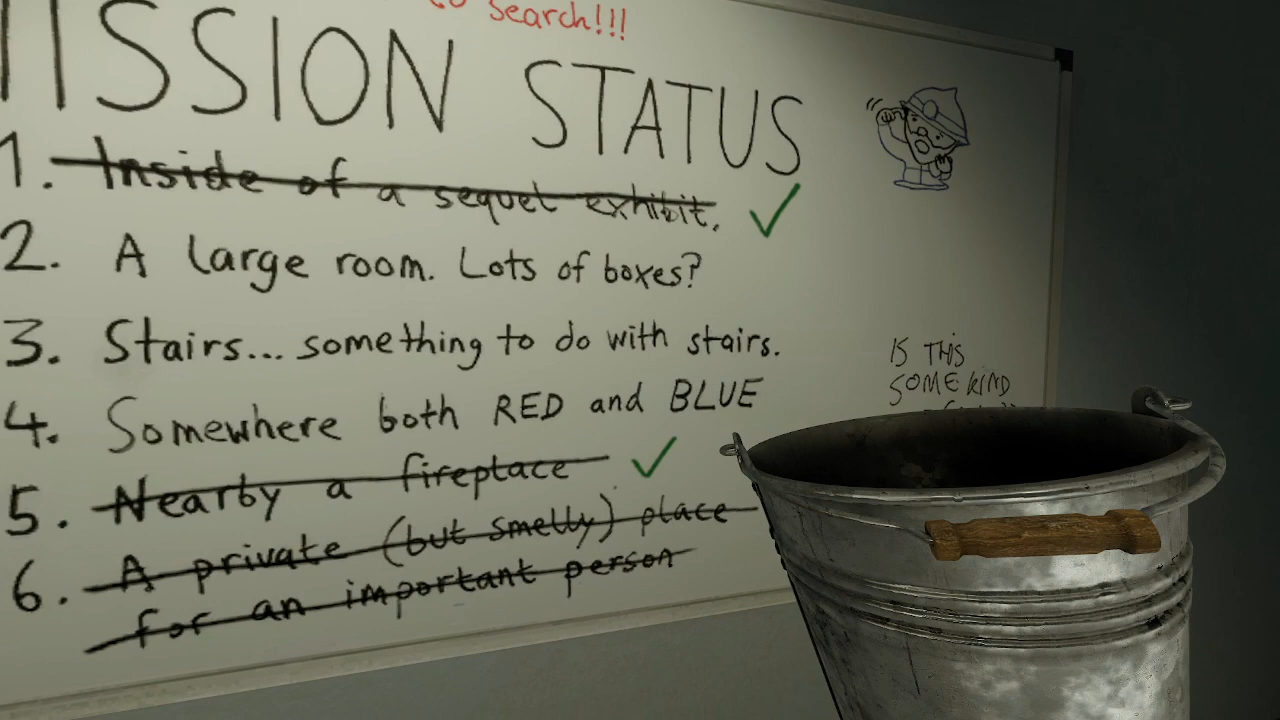 to search!!!
MISSION STATUS
1. Inside of a sequel exhibit.
2. A large room. Lots of boxes?
3. Stairs... something to do with stairs.
4. Somewhere both RED and BLUE
5. Nearby a fireplace
6. A private (but smelly) place
for an important person
IS THIS
SOME KIND